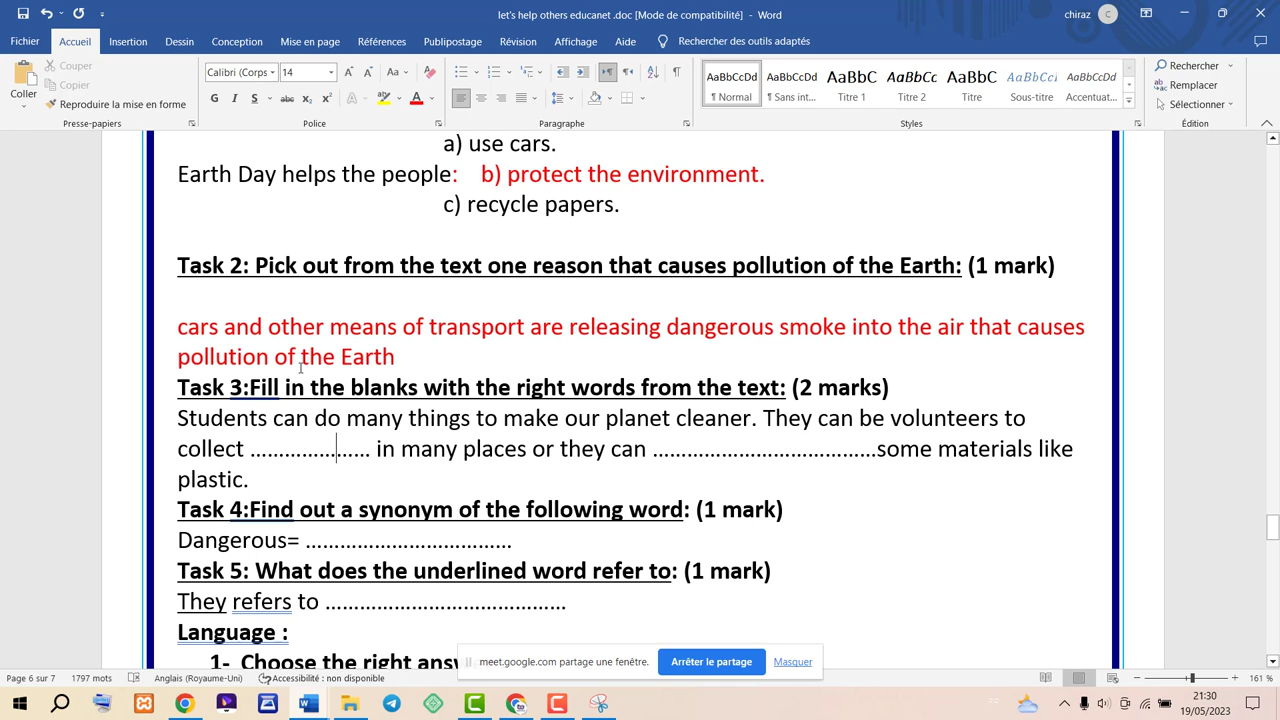 let's help others educanet .doc [Mode de compatibilité] - Word
chiraz
C
Fichier Accueil Insertion Dessin Conception Mise en page Références Publipostage Révision Affichage Aide Rechercher des outils adaptés
Coller
Couper
Copier
Reproduire la mise en forme
Presse-papiers
Calibri (Corps 14
G I S abc x₂ x² A A
Police
Paragraphe
AaBbCcDd AaBbCcDd AaBbC AaBbCc AaBbC AaBbCcD AaBbCcDd
¶ Normal ¶ Sans int... Titre 1 Titre 2 Titre Sous-titre Accentuat...
Styles
Rechercher
Remplacer
Sélectionner
Édition
a) use cars.
Earth Day helps the people: b) protect the environment.
c) recycle papers.
Task 2: Pick out from the text one reason that causes pollution of the Earth: (1 mark)
cars and other means of transport are releasing dangerous smoke into the air that causes
pollution of the Earth
Task 3:Fill in the blanks with the right words from the text: (2 marks)
Students can do many things to make our planet cleaner. They can be volunteers to
collect ………………… in many places or they can …………………………………some materials like
plastic.
Task 4:Find out a synonym of the following word: (1 mark)
Dangerous= ………………………………
Task 5: What does the underlined word refer to: (1 mark)
They refers to ……………………………………
Language :
1- Choose the right answ
meet.google.com partage une fenêtre. Arrêter le partage Masquer
Page 6 sur 7 1797 mots Anglais (Royaume-Uni) Accessibilité : non disponible 161 %
21:30
19/05/2023